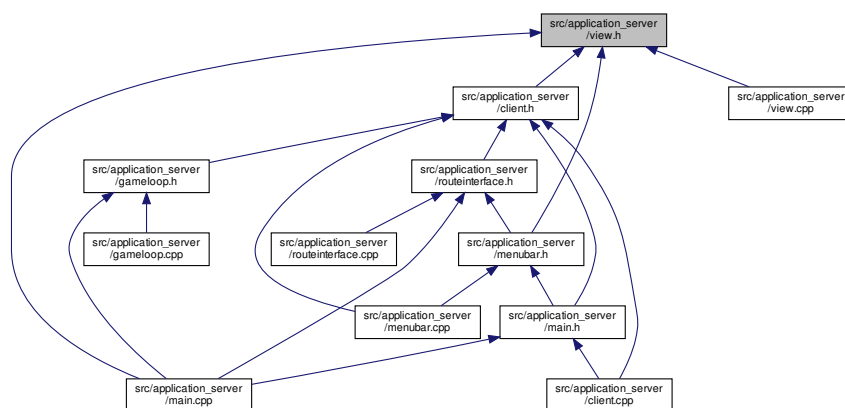 src/application_server
/view.h
src/application_server
/client.h
src/application_server
/view.cpp
src/application_server
/gameloop.h
src/application_server
/routeinterface.h
src/application_server
/gameloop.cpp
src/application_server
/routeinterface.cpp
src/application_server
/menubar.h
src/application_server
/menubar.cpp
src/application_server
/main.h
src/application_server
/main.cpp
src/application_server
/client.cpp